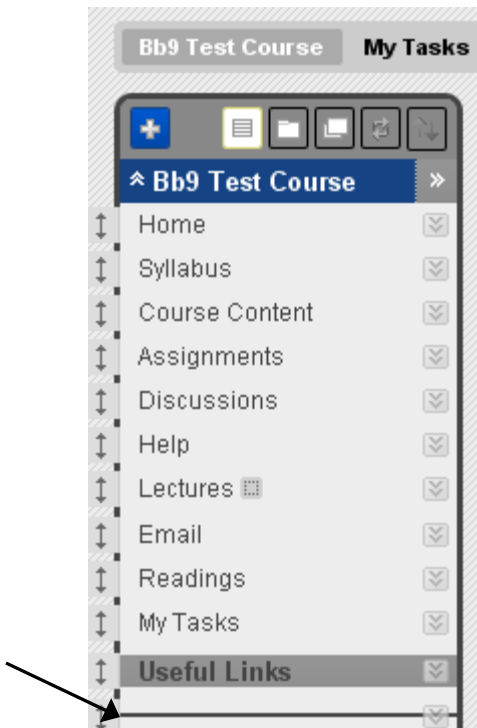 Bb9 Test Course My Tasks
Bb9 Test Course
Home
Syllabus
Course Content
Assignments
Discussions
Help
Lectures
Email
Readings
My Tasks
Useful Links